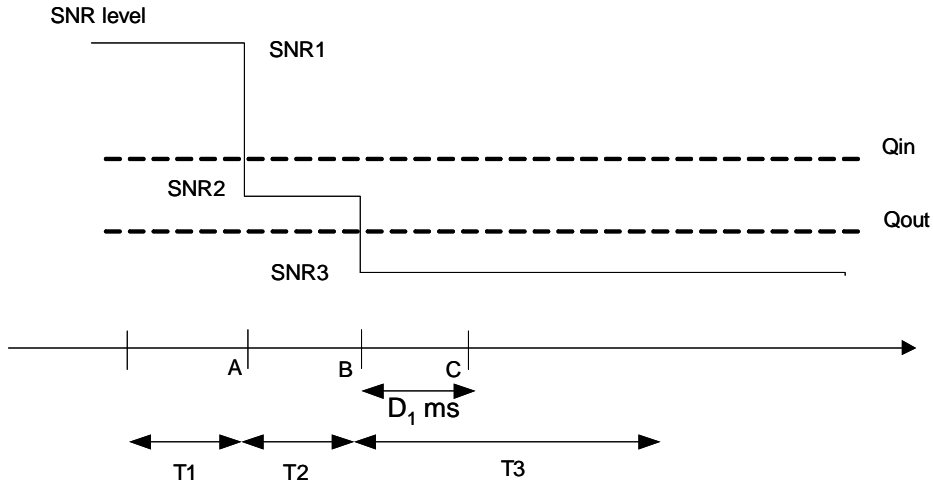 SNR level
SNR1
Qin
SNR2
Qout
SNR3
A
B
C
D₁ ms
T1
T2
T3